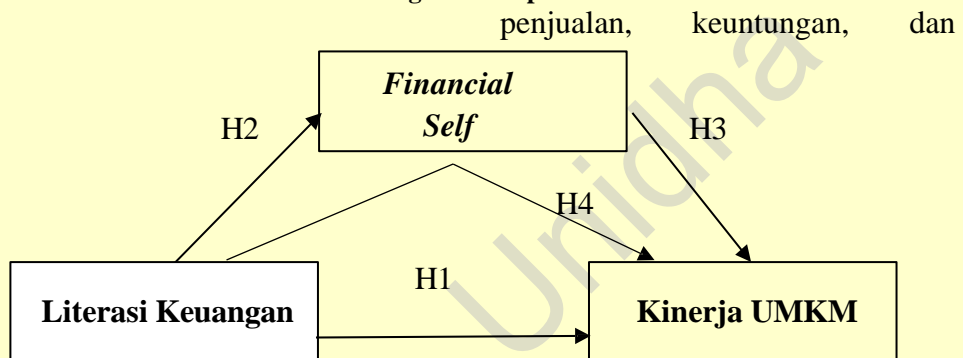 penjualan, keuntungan, dan
Financial
Self
H2
H3
H4
H1
Literasi Keuangan
Kinerja UMKM
Unidha